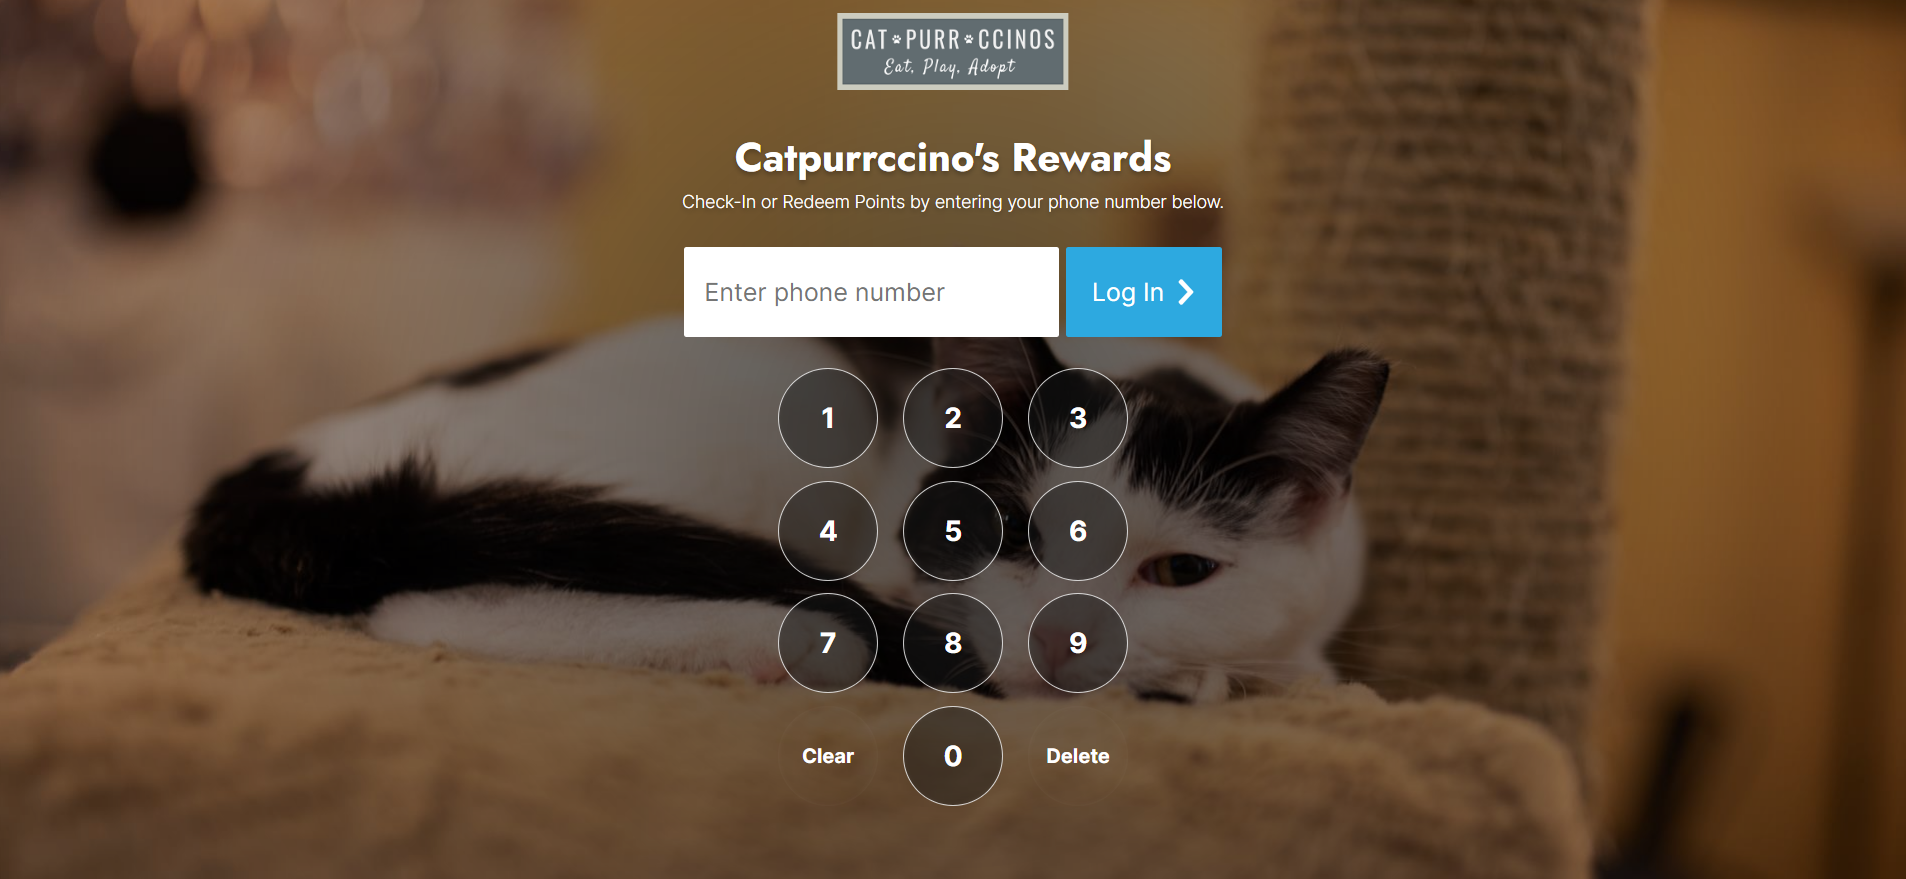 CAT PURR CCINOS
Eat, Play, Adopt
Catpurrccino's Rewards
Check-In or Redeem Points by entering your phone number below.
Enter phone number
Log In
1 2 3
4 5 6
7 8 9
Clear 0 Delete